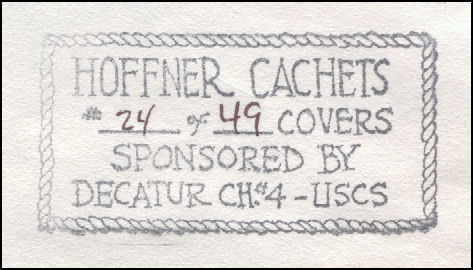 HOFFNER CACHETS
# 24 of 49 COVERS
SPONSORED BY
DECATUR CH.#4 - USCS